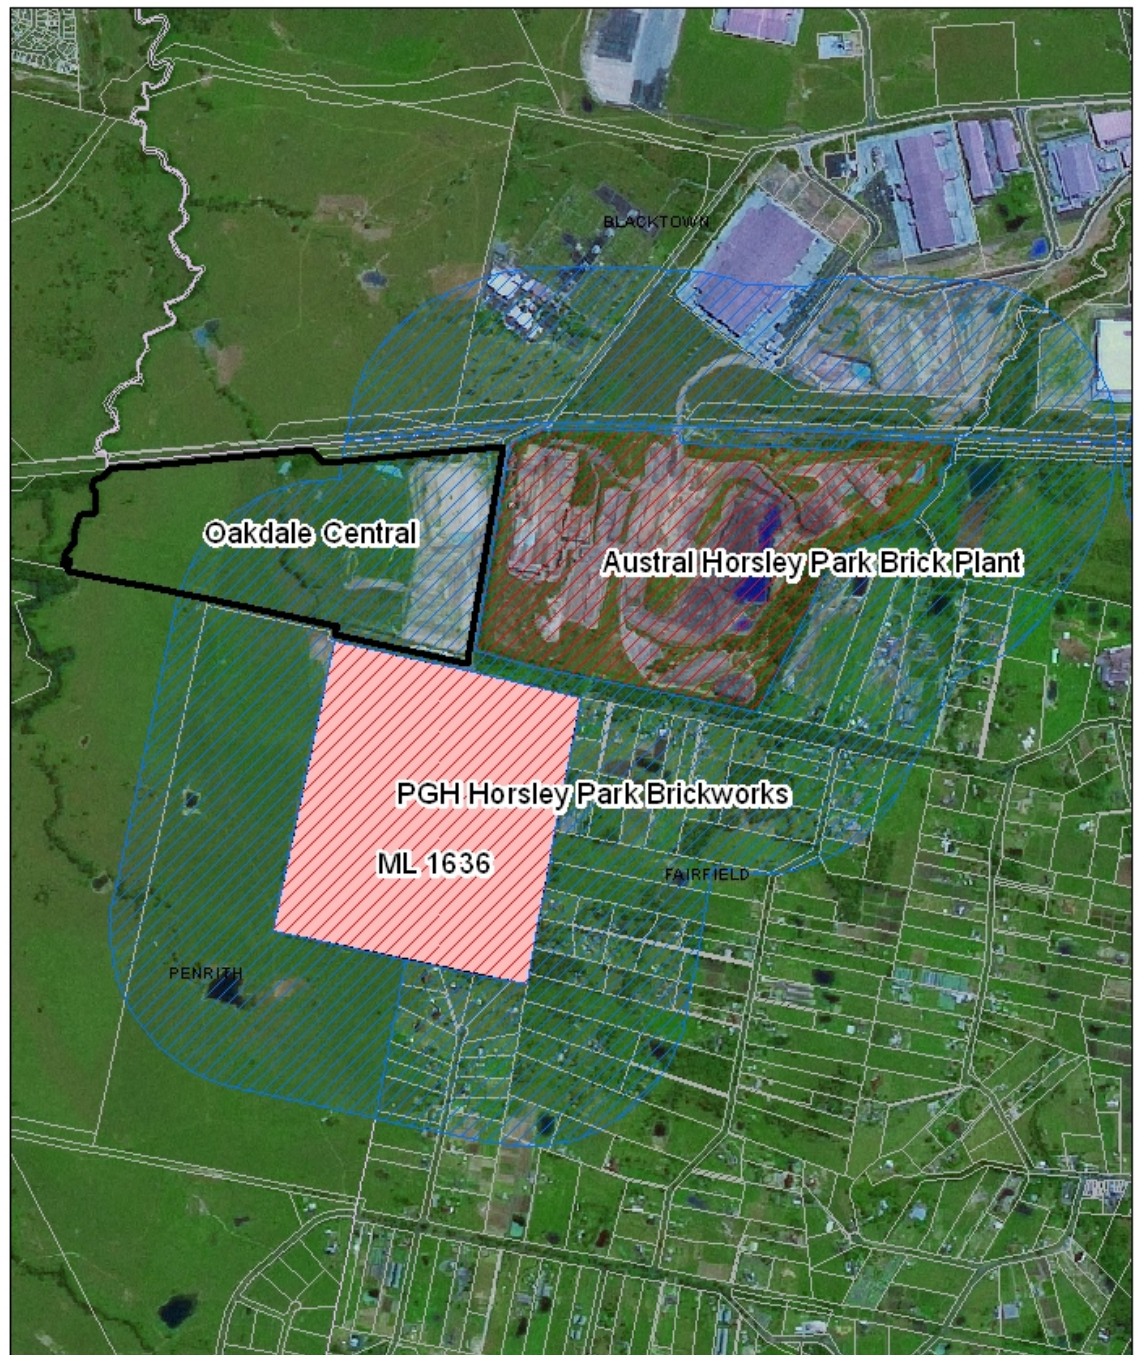 BLACKTOWN
Oakdale Central
Austral Horsley Park Brick Plant
PGH Horsley Park Brickworks
ML 1636
FAIRFIELD
PENRITH